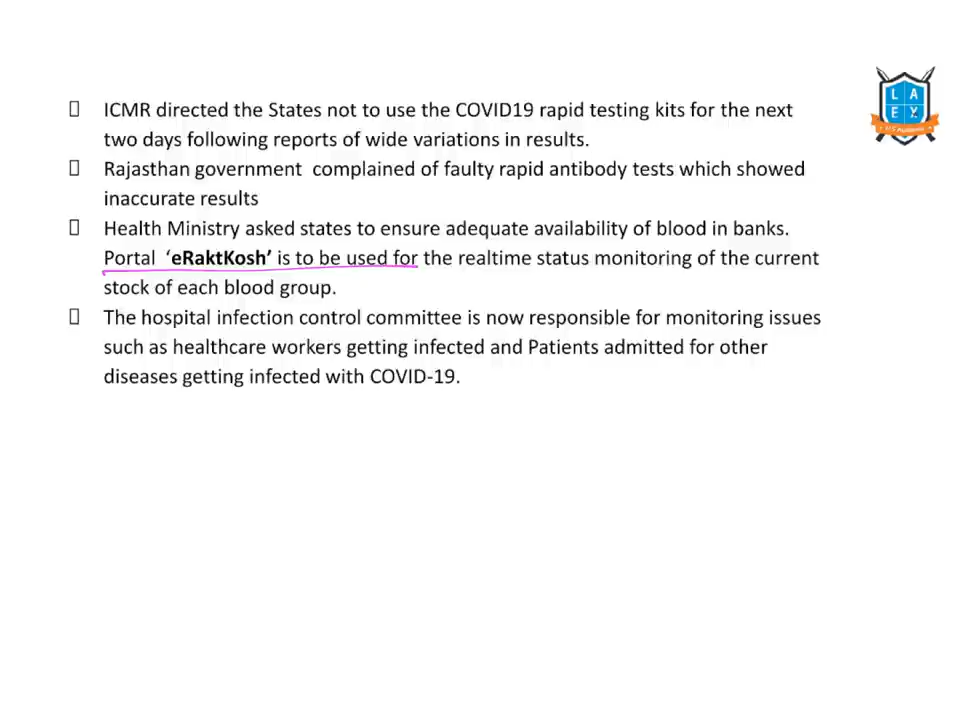 ICMR directed the States not to use the COVID19 rapid testing kits for the next
two days following reports of wide variations in results.
Rajasthan government complained of faulty rapid antibody tests which showed
inaccurate results
Health Ministry asked states to ensure adequate availability of blood in banks.
Portal ‘eRaktKosh’ is to be used for the realtime status monitoring of the current
stock of each blood group.
The hospital infection control committee is now responsible for monitoring issues
such as healthcare workers getting infected and Patients admitted for other
diseases getting infected with COVID-19.
L A
E X